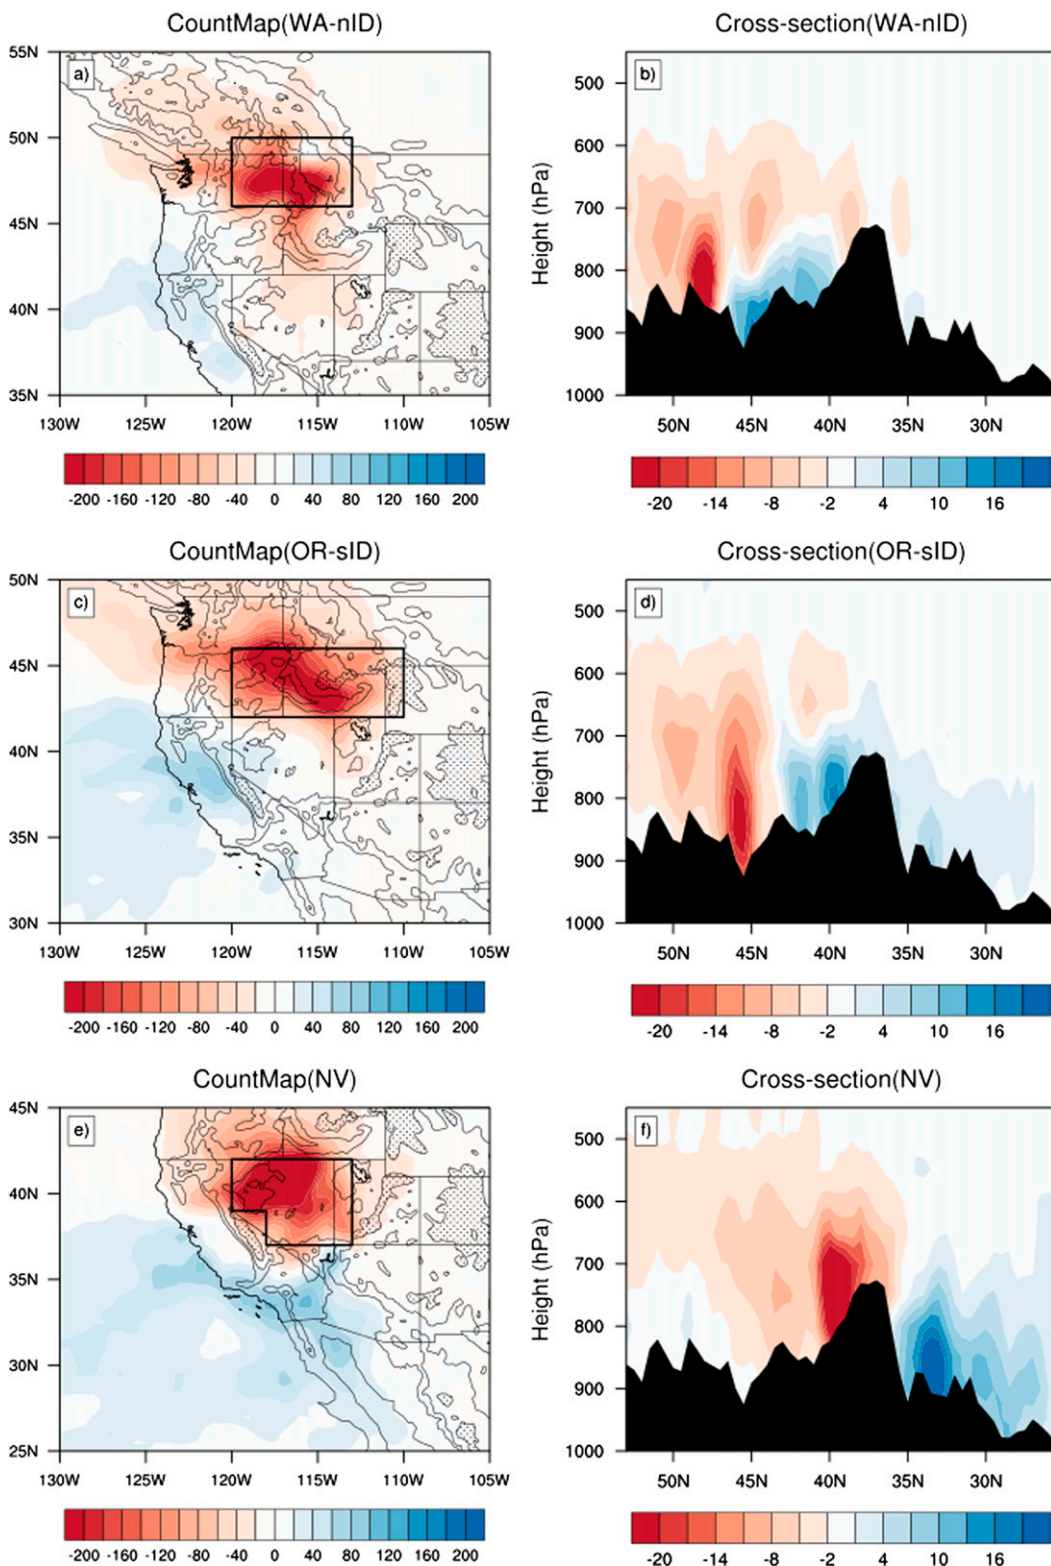 CountMap(WA-nID) Cross-section(WA-nID)
55N
50N
45N
40N
35N
a)
130W 125W 120W 115W 110W 105W
-200 -160 -120 -80 -40 0 40 80 120 160 200
Height (hPa)
500
600
700
800
900
1000
b)
50N 45N 40N 35N 30N
-20 -14 -8 -2 4 10 16
CountMap(OR-sID) Cross-section(OR-sID)
50N
45N
40N
35N
30N
c)
130W 125W 120W 115W 110W 105W
-200 -160 -120 -80 -40 0 40 80 120 160 200
Height (hPa)
500
600
700
800
900
1000
d)
50N 45N 40N 35N 30N
-20 -14 -8 -2 4 10 16
CountMap(NV) Cross-section(NV)
45N
40N
35N
30N
25N
e)
130W 125W 120W 115W 110W 105W
-200 -160 -120 -80 -40 0 40 80 120 160 200
Height (hPa)
500
600
700
800
900
1000
f)
50N 45N 40N 35N 30N
-20 -14 -8 -2 4 10 16